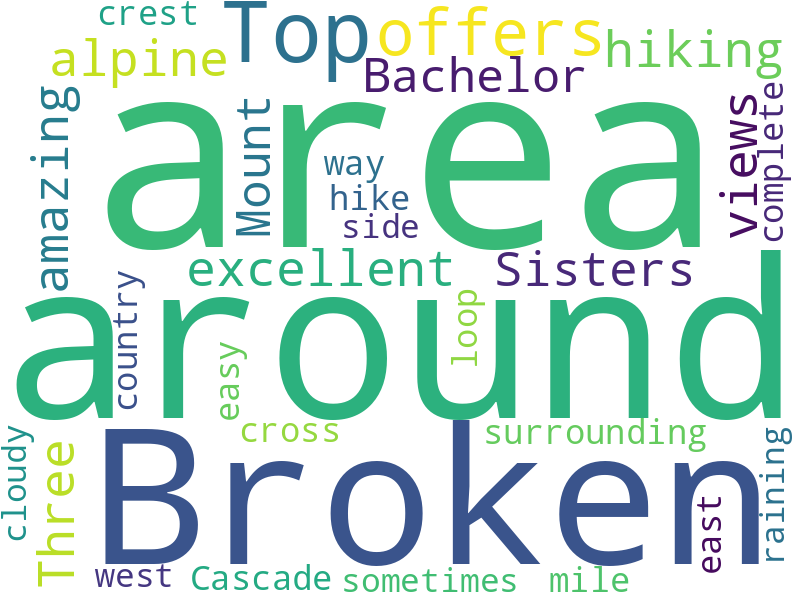 crest
Top
offers
hiking
alpine
Bachelor
amazing
area
Mount
way
hike
side
views
complete
excellent
Sisters
country
around
loop
easy
cross
surrounding
cloudy
Three
Broken
east
raining
west
Cascade
sometimes
mile